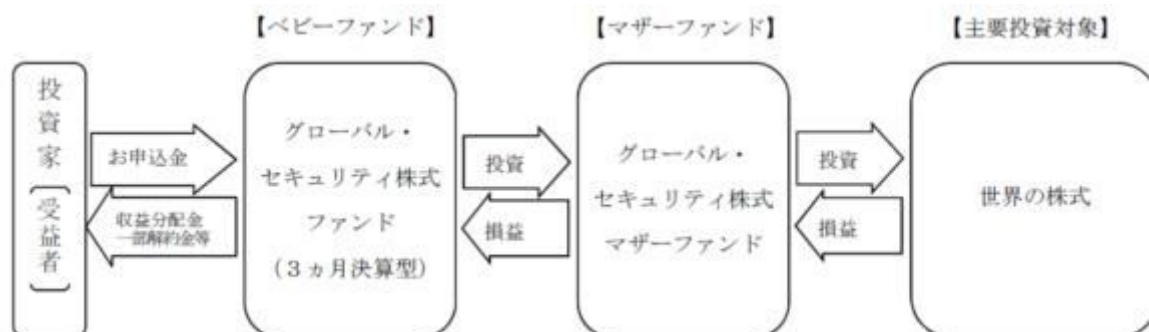 【ベビーファンド】
【マザーファンド】
【主要投資対象】
投資家
〔受益者〕
お申込金
収益分配金
一部解約金等
グローバル・
セキュリティ株式
ファンド
(3ヵ月決算型)
投資
損益
グローバル・
セキュリティ株式
マザーファンド
投資
損益
世界の株式